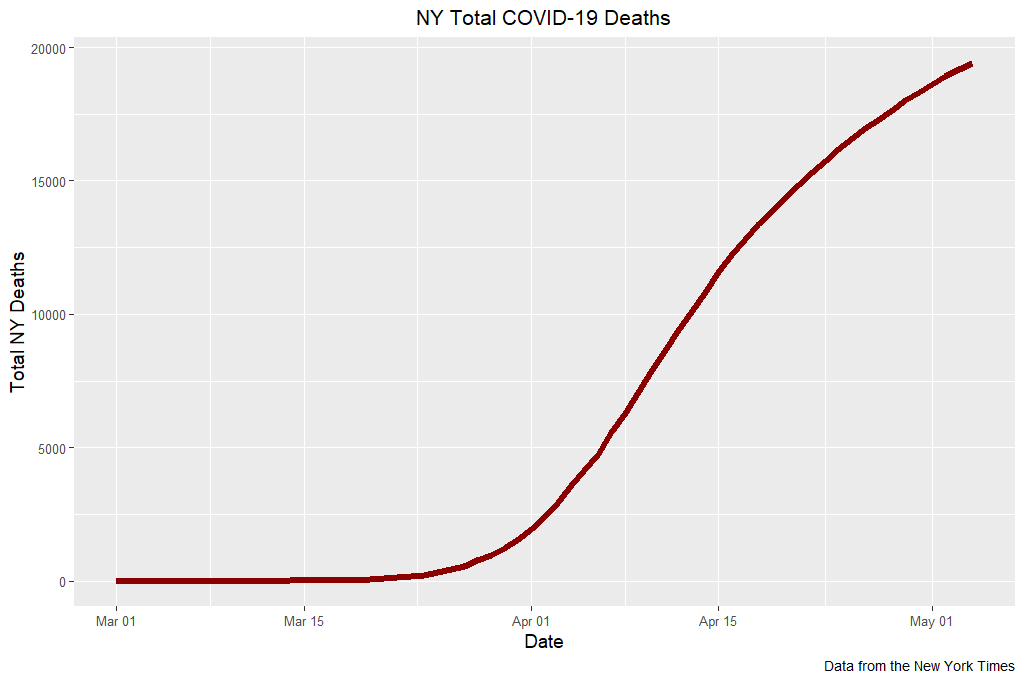 NY Total COVID-19 Deaths
Total NY Deaths
20000
15000
10000
5000
0
Mar 01
Mar 15
Apr 01
Apr 15
May 01
Date
Data from the New York Times